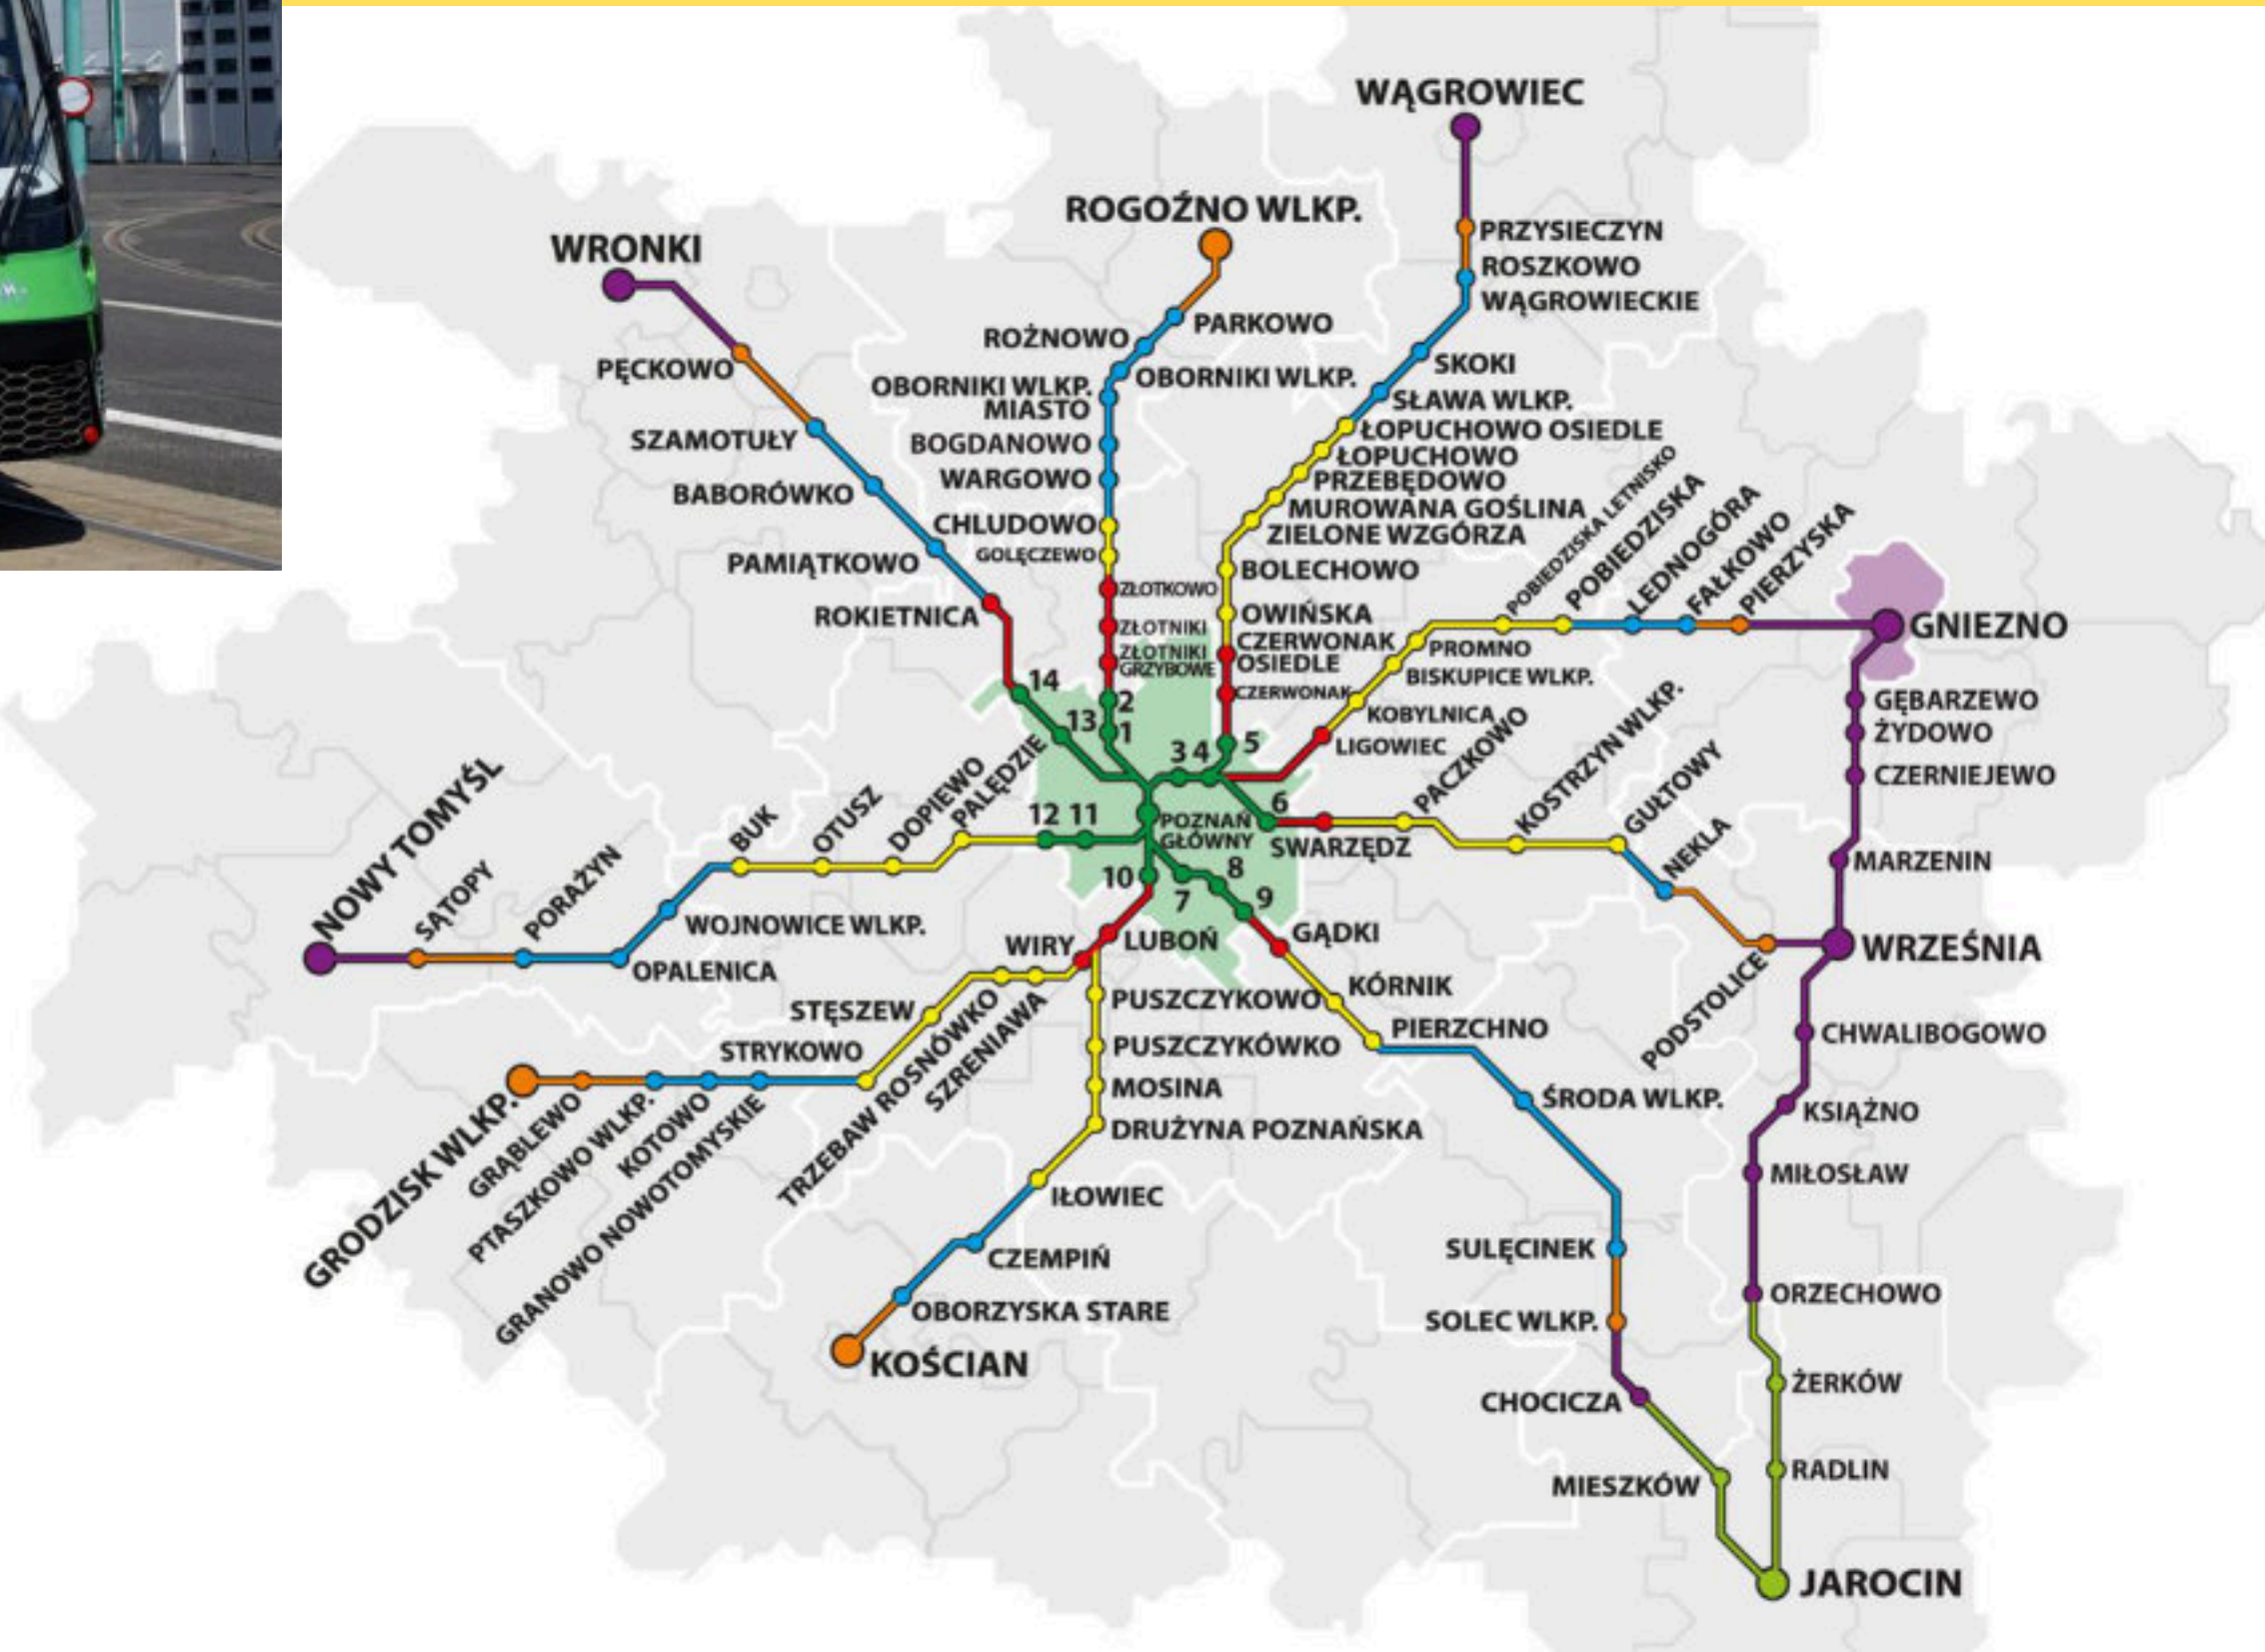 WĄGROWIEC
PRZYSIECZYN
ROSZKOWO
WĄGROWIECKIE
SKOKI
SŁAWA WLKP.
ŁOPUCHOWO OSIEDLE
ŁOPUCHOWO
PRZEBĘDOWO
MUROWANA GOŚLINA
ZIELONE WZGÓRZA
BOLECHOWO
OWIŃSKA
CZERWONAK
OSIEDLE
CZERWONAK
ROGOŹNO WLKP.
PARKOWO
ROŻNOWO
OBORNIKI WLKP.
OBORNIKI WLKP.
MIASTO
BOGDANOWO
WARGOWO
CHLUDOWO
GOLĘCZEWO
ZŁOTKOWO
ZŁOTNIKI
ZŁOTNIKI
GRZYBOWE
WRONKI
PĘCKOWO
SZAMOTUŁY
BABORÓWKO
PAMIĄTKOWO
ROKIETNICA
14
13
2
1
3 4
5
6
12 11
POZNAŃ
GŁÓWNY
10
7
8
9
POBIEDZISKA LETNISKO
POBIEDZISKA
LEDNOGÓRA
FAŁKOWO
PIERZYSKA
GNIEZNO
PROMNO
BISKUPICE WLKP.
KOBYLNICA
LIGOWIEC
GĘBARZEWO
ŻYDOWO
CZERNIEJEWO
MARZENIN
WRZEŚNIA
SWARZĘDZ
PACZKOWO
KOSTRZYN WLKP.
GUŁTOWY
NEKLA
PODSTOLICE
CHWALIBOGOWO
KSIĄŻNO
MIŁOSŁAW
ORZECHOWO
ŻERKÓW
RADLIN
JAROCIN
NOWY TOMYŚL
SĄTOPY
PORAŻYN
OPALENICA
WOJNOWICE WLKP.
BUK
OTUSZ
DOPIEWO
PALĘDZIE
LUBOŃ
WIRY
SZRENIAWA
TRZEBAW ROSNÓWKO
STĘSZEW
STRYKOWO
GRANOWO NOWOTOMYSKIE
KOTOWO
PTASZKOWO WLKP.
GRĄBLEWO
GRODZISK WLKP.
PUSZCZYKOWO
PUSZCZYKÓWKO
MOSINA
DRUŻYNA POZNAŃSKA
IŁOWIEC
CZEMPIŃ
OBORZYSKA STARE
KOŚCIAN
GĄDKI
KÓRNIK
PIERZCHNO
ŚRODA WLKP.
SULĘCINEK
SOLEC WLKP.
CHOCICZA
MIESZKÓW